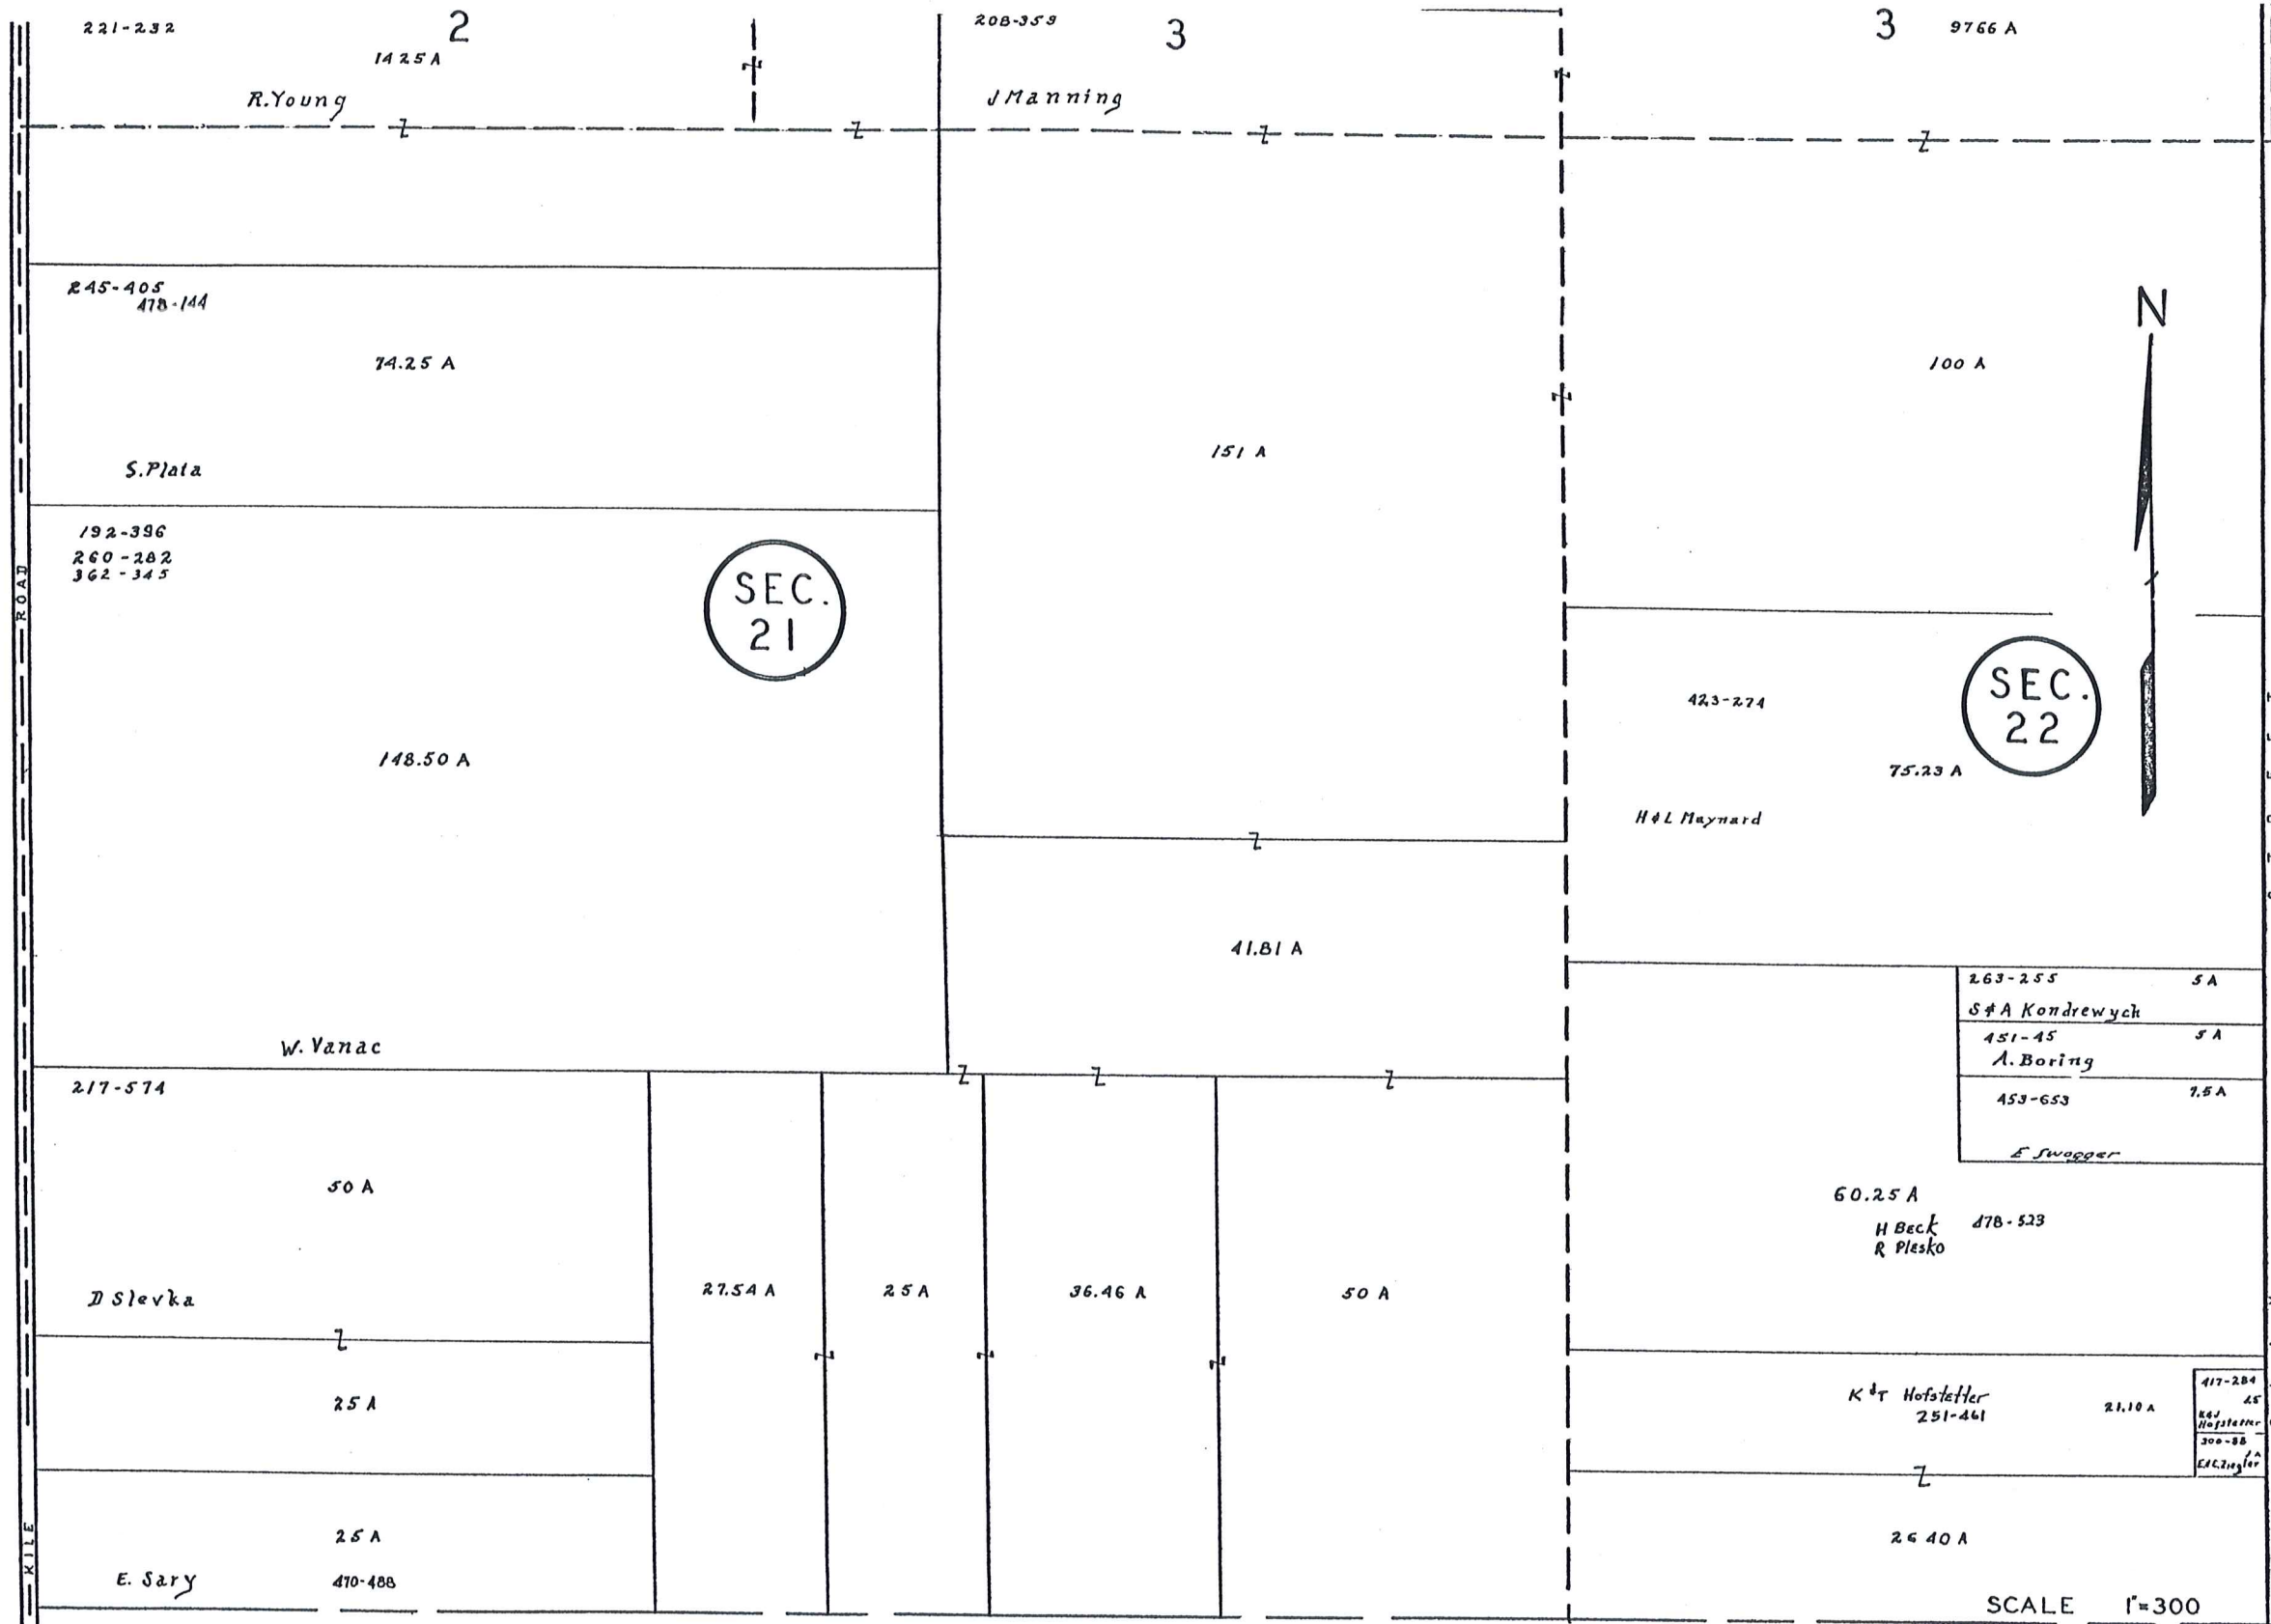 221-232
2
14 25 A
R. Young
208-359
3
J Manning
3
9766 A
245-405
478-144
74.25 A
S. Plata
151 A
100 A
N
192-396
260-282
362-345
SEC.
21
148.50 A
W. Vanac
41.81 A
423-274
SEC.
22
75.23 A
H & L Maynard
263-255 5 A
S & A Kondrewych
451-45 5 A
A. Boring
453-653 7.5 A
E Swogger
217-574
50 A
D Slevka
27.54 A
25 A
36.46 A
50 A
60.25 A
H Beck 478-523
R Plesko
25 A
K & T Hofstetter
251-461
21.10 A
417-284
K&J
Hofstetter
300-88
25 A
E. Sary
470-488
26 40 A
KILE ROAD
SCALE 1"=300